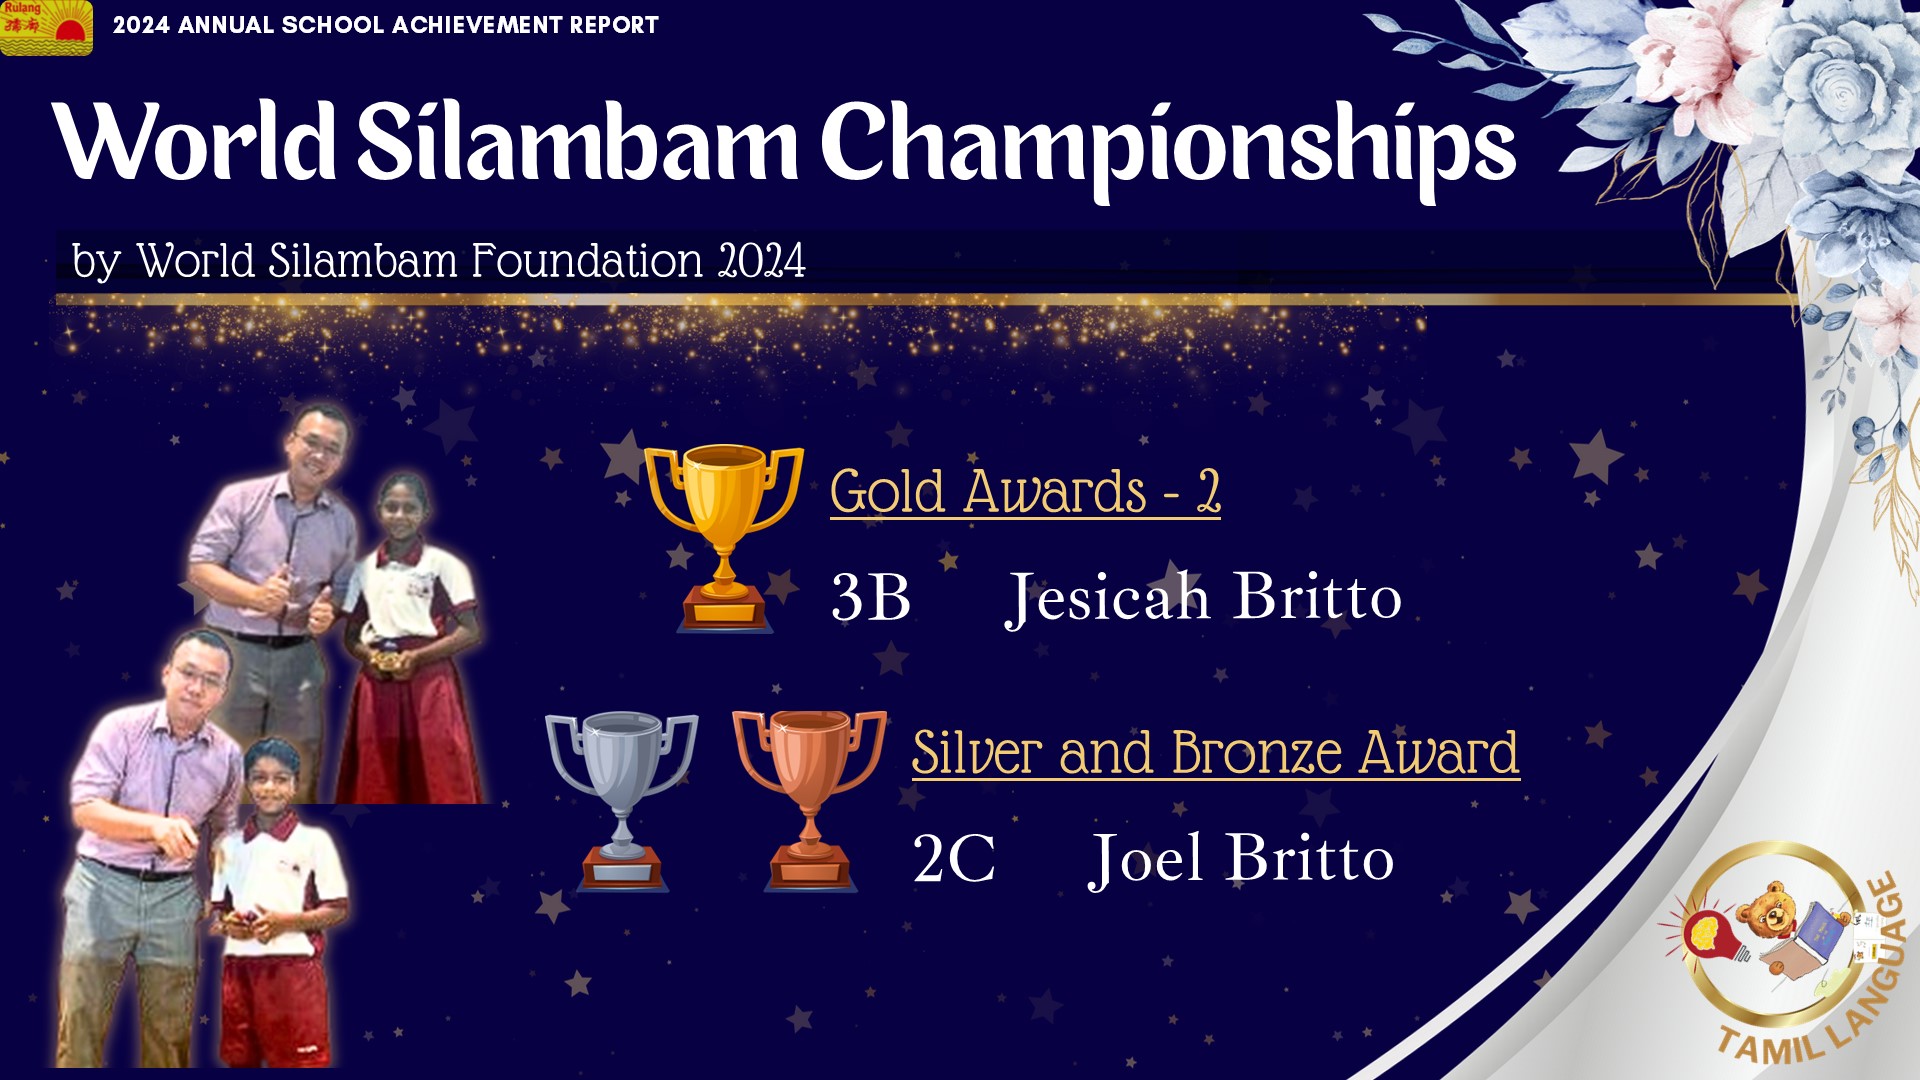 Rulang
2024 ANNUAL SCHOOL ACHIEVEMENT REPORT
World Silambam Championships
by World Silambam Foundation 2024
Gold Awards - 2
3B Jesicah Britto
Silver and Bronze Award
2C Joel Britto
TAMIL LANGUAGE